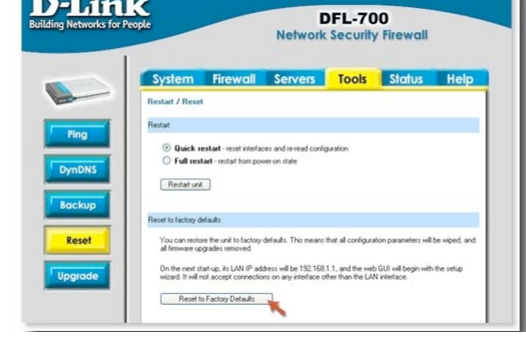 D-Link
Building Networks for People
DFL-700
Network Security Firewall
System Firewall Servers Tools Status Help
Restart / Reset
Restart
Quick restart - reset interfaces and re-read configuration
Full restart - restart from power-on state
Restart unit
Reset to factory defaults
You can restore the unit to factory defaults. This means that all configuration parameters will be wiped, and
all firmware upgrades removed.
On the next start-up, its LAN IP address will be 192.168.1.1, and the web GUI will begin with the setup
wizard. It will not accept connections on any interface other than the LAN interface.
Reset to Factory Defaults
Ping
DynDNS
Backup
Reset
Upgrade